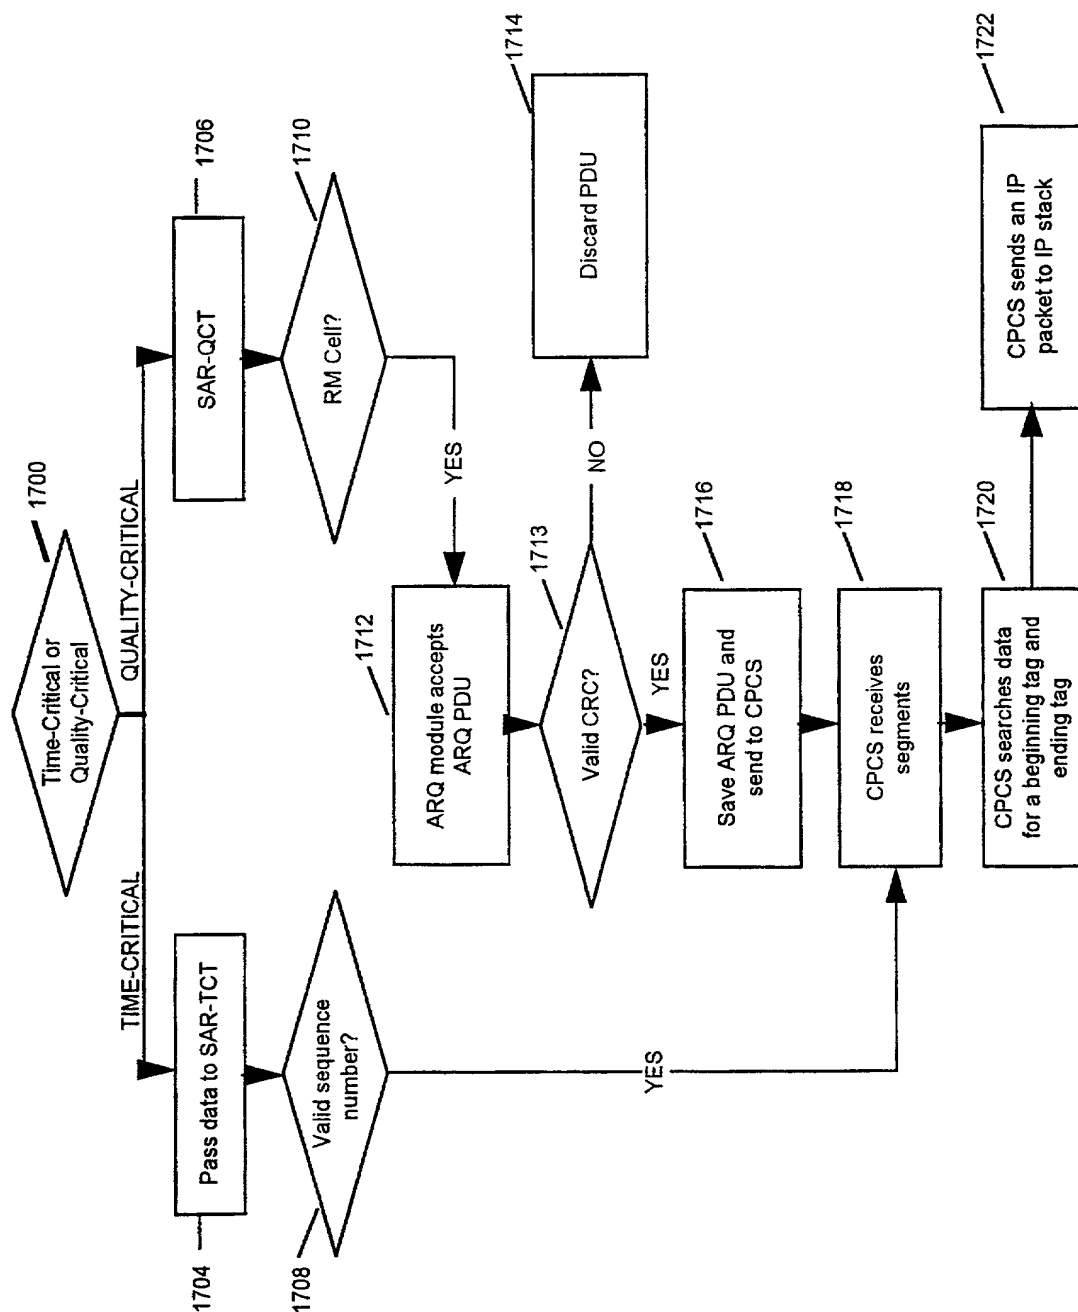 1700
Time-Critical or
Quality-Critical
TIME-CRITICAL
QUALITY-CRITICAL
1704
Pass data to SAR-TCT
SAR-QCT
1706
1708
Valid sequence
number?
RM Cell?
1710
YES
YES
1712
ARQ module accepts
ARQ PDU
1713
Valid CRC?
NO
Discard PDU
1714
YES
Save ARQ PDU and
send to CPCS
1716
CPCS receives
segments
1718
CPCS searches data
for a beginning tag and
ending tag
1720
CPCS sends an IP
packet to IP stack
1722